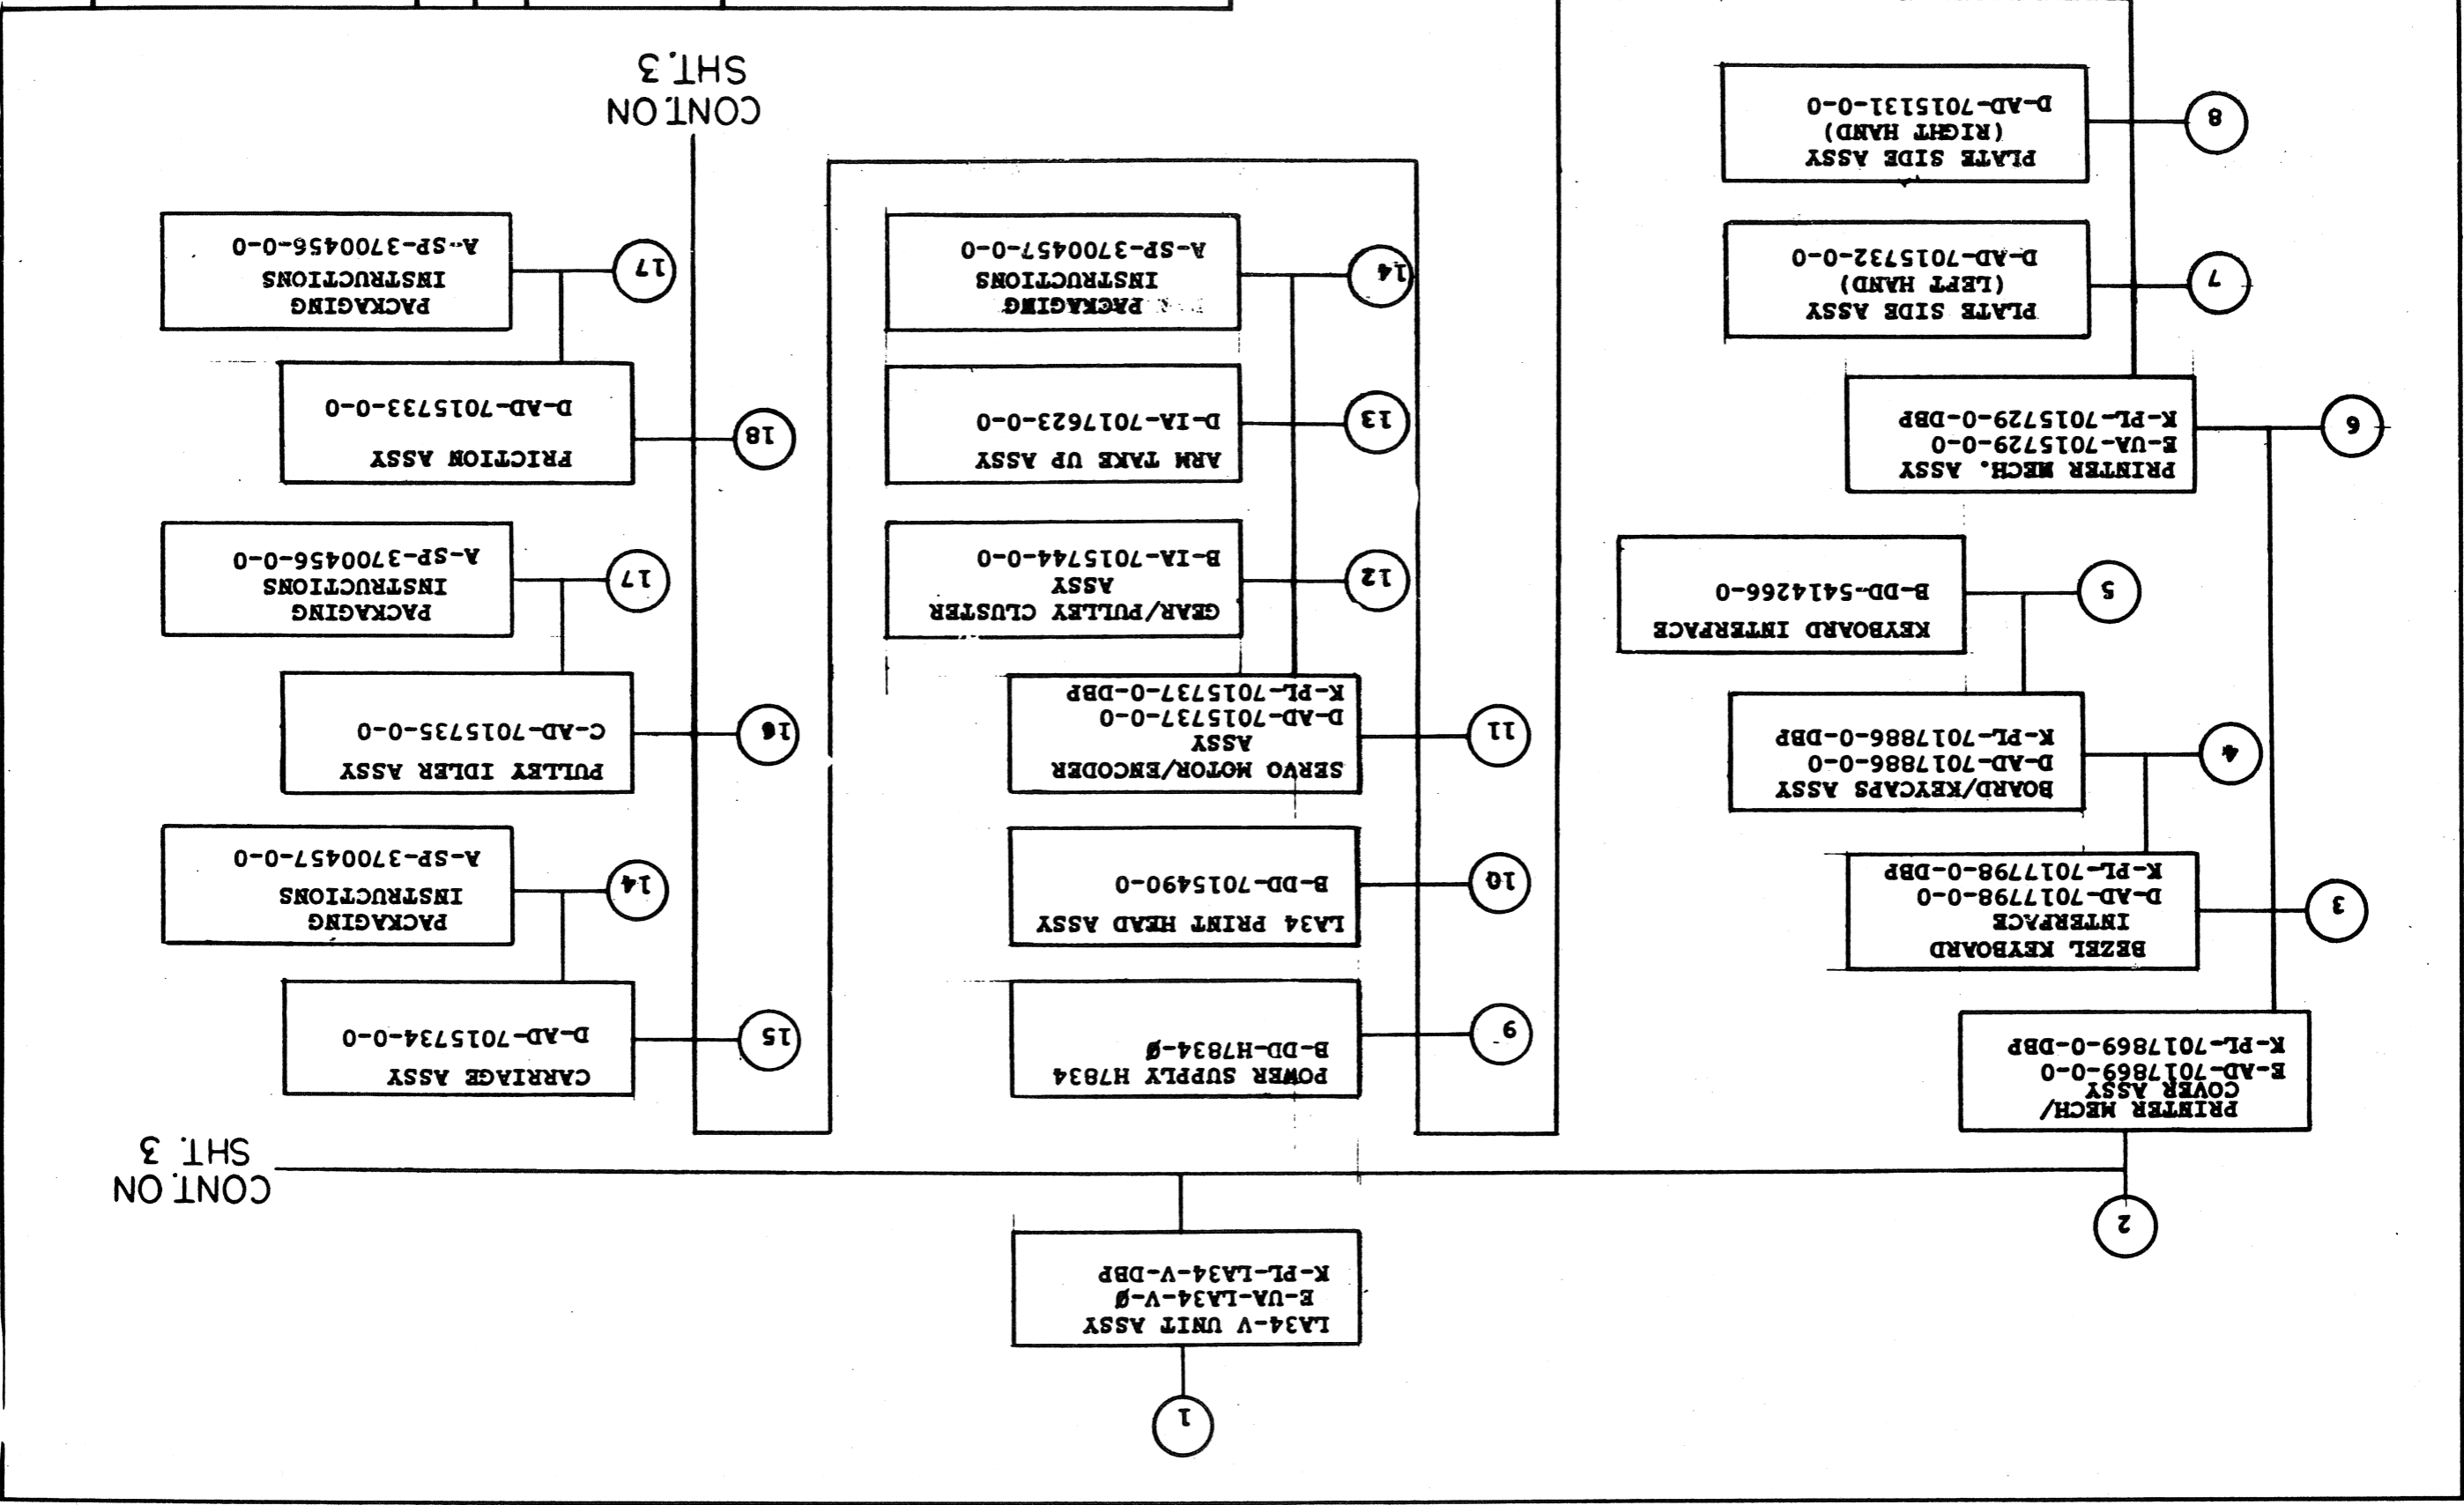 1
LA34-V UNIT ASSY
E-UA-LA34-V-Ø
K-PL-LA34-V-DBP
2
CONT. ON
SHT. 3
PRINTER MECH/
COVER ASSY
E-AD-7017869-0-0
K-PL-7017869-0-DBP
3
BEZEL KEYBOARD
INTERFACE
D-AD-7017798-0-0
K-PL-7017798-0-DBP
4
BOARD/KEYCAPS ASSY
D-AD-7017886-0-0
K-PL-7017886-0-DBP
5
KEYBOARD INTERFACE
B-DD-5414266-0
6
PRINTER MECH. ASSY
E-UA-7015729-0-0
K-PL-7015729-0-DBP
7
PLATE SIDE ASSY
(LEFT HAND)
D-AD-7015732-0-0
8
PLATE SIDE ASSY
(RIGHT HAND)
D-AD-7015131-0-0
9
POWER SUPPLY H7834
B-DD-H7834-Ø
10
LA34 PRINT HEAD ASSY
B-DD-7015490-0
11
SERVO MOTOR/ENCODER
ASSY
D-AD-7015737-0-0
K-PL-7015737-0-DBP
12
GEAR/PULLEY CLUSTER
ASSY
B-IA-7015744-0-0
13
ARM TAKE UP ASSY
D-IA-7017623-0-0
14
PACKAGING
INSTRUCTIONS
A-SP-3700457-0-0
15
CARRIAGE ASSY
D-AD-7015734-0-0
14
PACKAGING
INSTRUCTIONS
A-SP-3700457-0-0
16
PULLEY IDLER ASSY
C-AD-7015735-0-0
17
PACKAGING
INSTRUCTIONS
A-SP-3700456-0-0
18
FRICTION ASSY
D-AD-7015733-0-0
17
PACKAGING
INSTRUCTIONS
A-SP-3700456-0-0
CONT. ON
SHT. 3